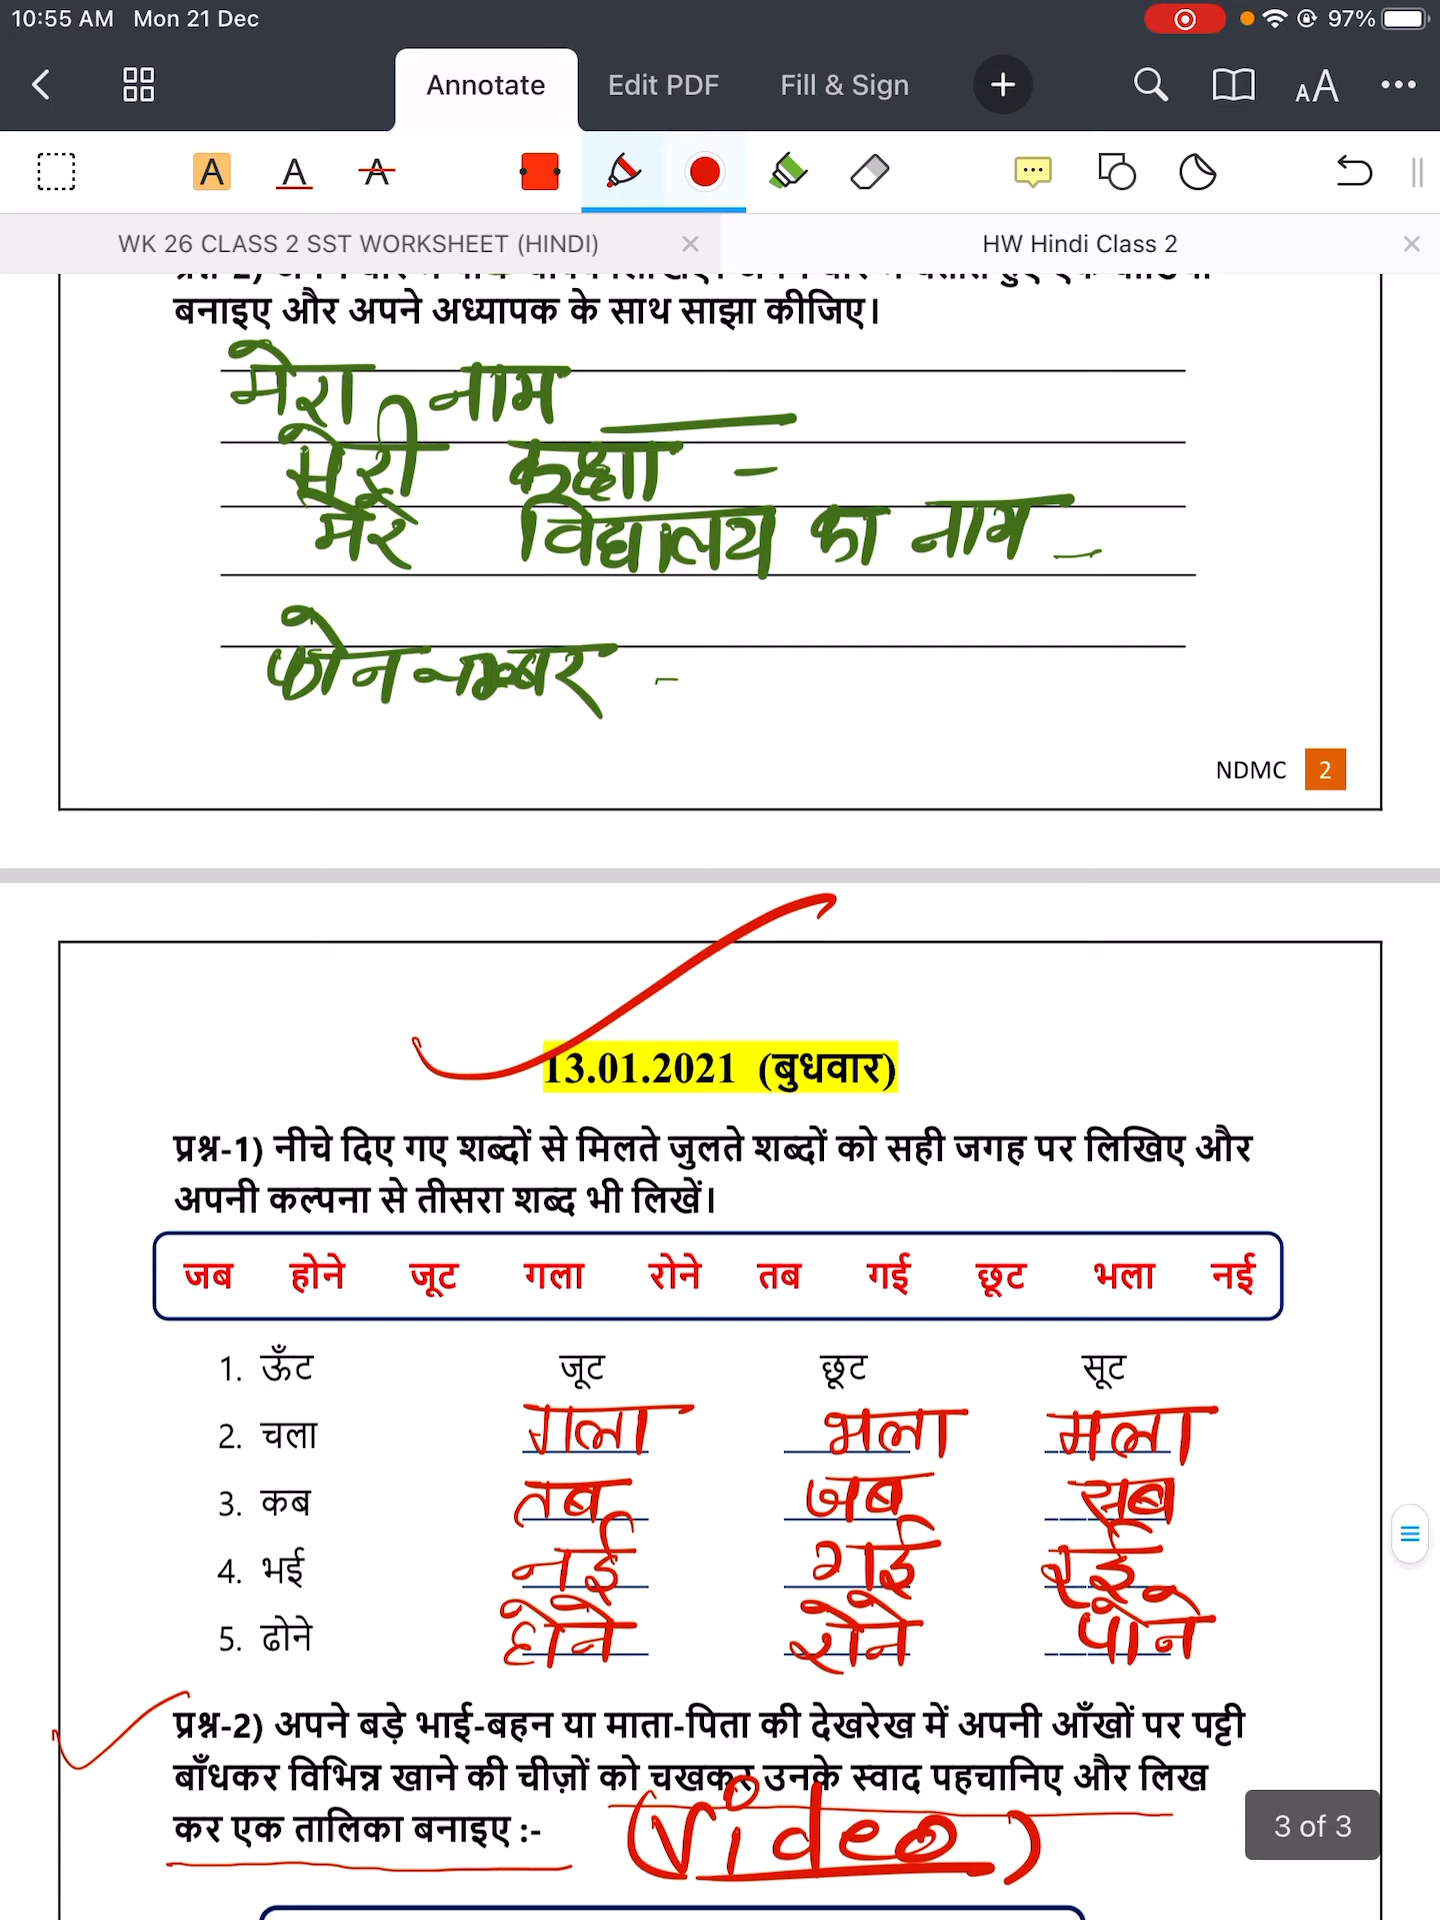 10:55 AM Mon 21 Dec 97%
Annotate Edit PDF Fill & Sign
WK 26 CLASS 2 SST WORKSHEET (HINDI) HW Hindi Class 2
बनाइए और अपने अध्यापक के साथ साझा कीजिए।
मेरा नाम
मेरी कक्षा -
मेरे विद्यालय का नाम -
फोन नम्बर -
NDMC 2
13.01.2021 (बुधवार)
प्रश्न-1) नीचे दिए गए शब्दों से मिलते जुलते शब्दों को सही जगह पर लिखिए और
अपनी कल्पना से तीसरा शब्द भी लिखें।
जब होने जूट गला रोने तब गई छूट भला नई
1. ऊँट जूट छूट सूट
2. चला गला भला मला
3. कब तब जब सब
4. भई नई गई रई
5. ढोने होने रोने पोने
प्रश्न-2) अपने बड़े भाई-बहन या माता-पिता की देखरेख में अपनी आँखों पर पट्टी
बाँधकर विभिन्न खाने की चीज़ों को चखकर उनके स्वाद पहचानिए और लिख
कर एक तालिका बनाइए :- (Video)
3 of 3